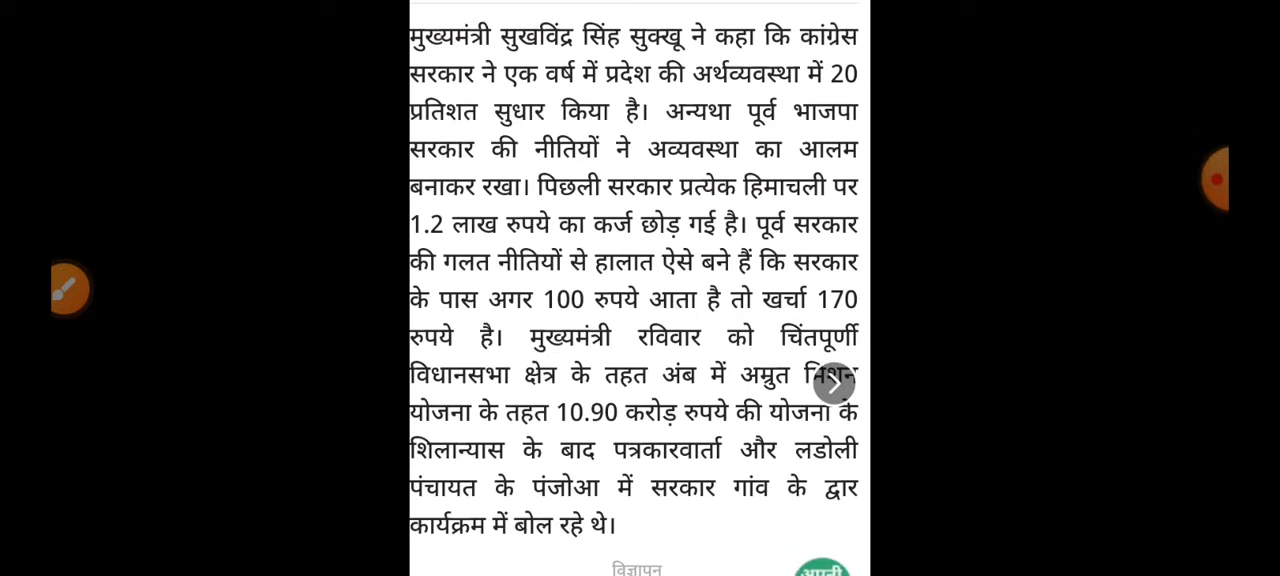 मुख्यमंत्री सुखविंद्र सिंह सुक्खू ने कहा कि कांग्रेस
सरकार ने एक वर्ष में प्रदेश की अर्थव्यवस्था में 20
प्रतिशत सुधार किया है। अन्यथा पूर्व भाजपा
सरकार की नीतियों ने अव्यवस्था का आलम
बनाकर रखा। पिछली सरकार प्रत्येक हिमाचली पर
1.2 लाख रुपये का कर्ज छोड़ गई है। पूर्व सरकार
की गलत नीतियों से हालात ऐसे बने हैं कि सरकार
के पास अगर 100 रुपये आता है तो खर्चा 170
रुपये है। मुख्यमंत्री रविवार को चिंतपूर्णी
विधानसभा क्षेत्र के तहत अंब में अम्रुत मिशन
योजना के तहत 10.90 करोड़ रुपये की योजना के
शिलान्यास के बाद पत्रकारवार्ता और लडोली
पंचायत के पंजोआ में सरकार गांव के द्वार
कार्यक्रम में बोल रहे थे।
विज्ञापन